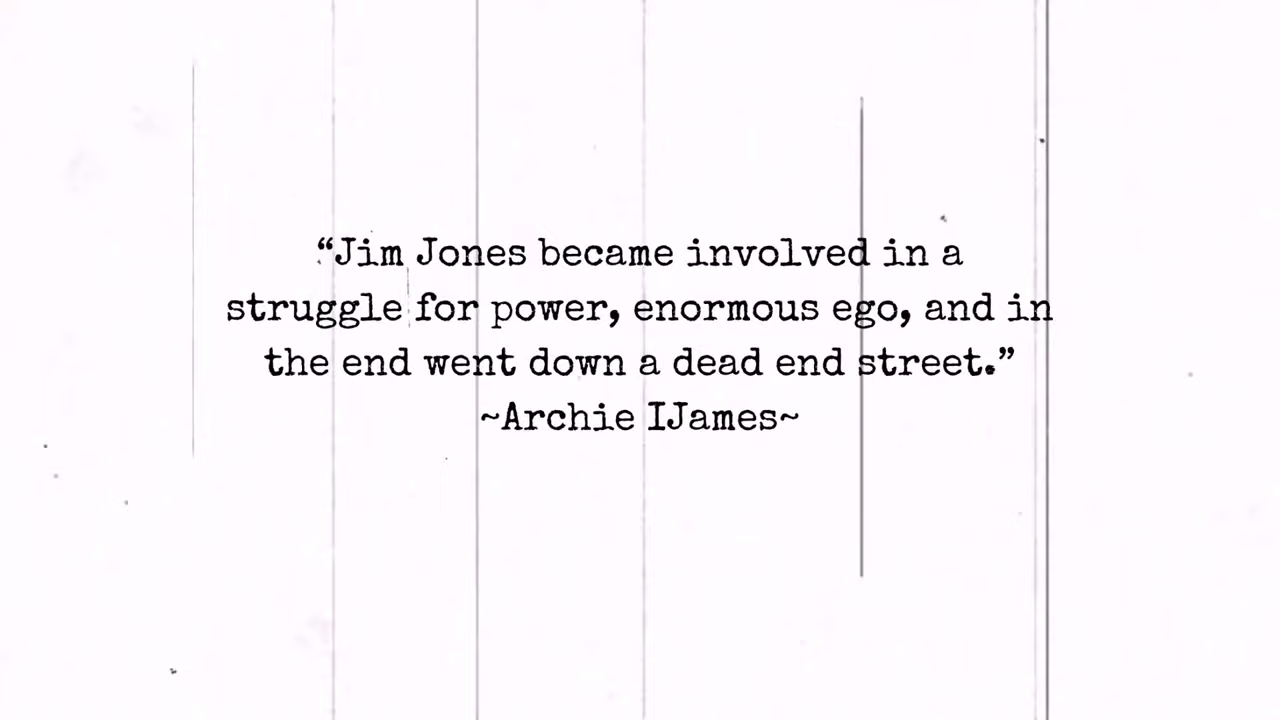 “Jim Jones became involved in a
struggle for power, enormous ego, and in
the end went down a dead end street.”
~Archie IJames~